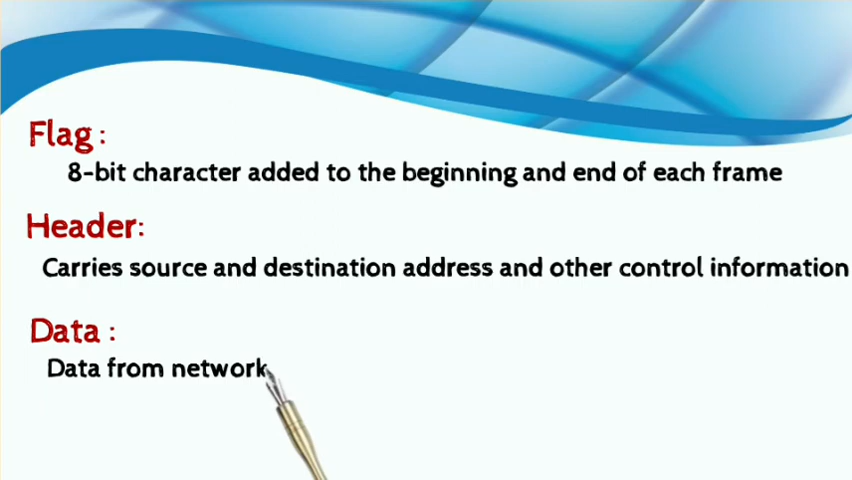 Flag :
8-bit character added to the beginning and end of each frame
Header:
Carries source and destination address and other control information
Data :
Data from network